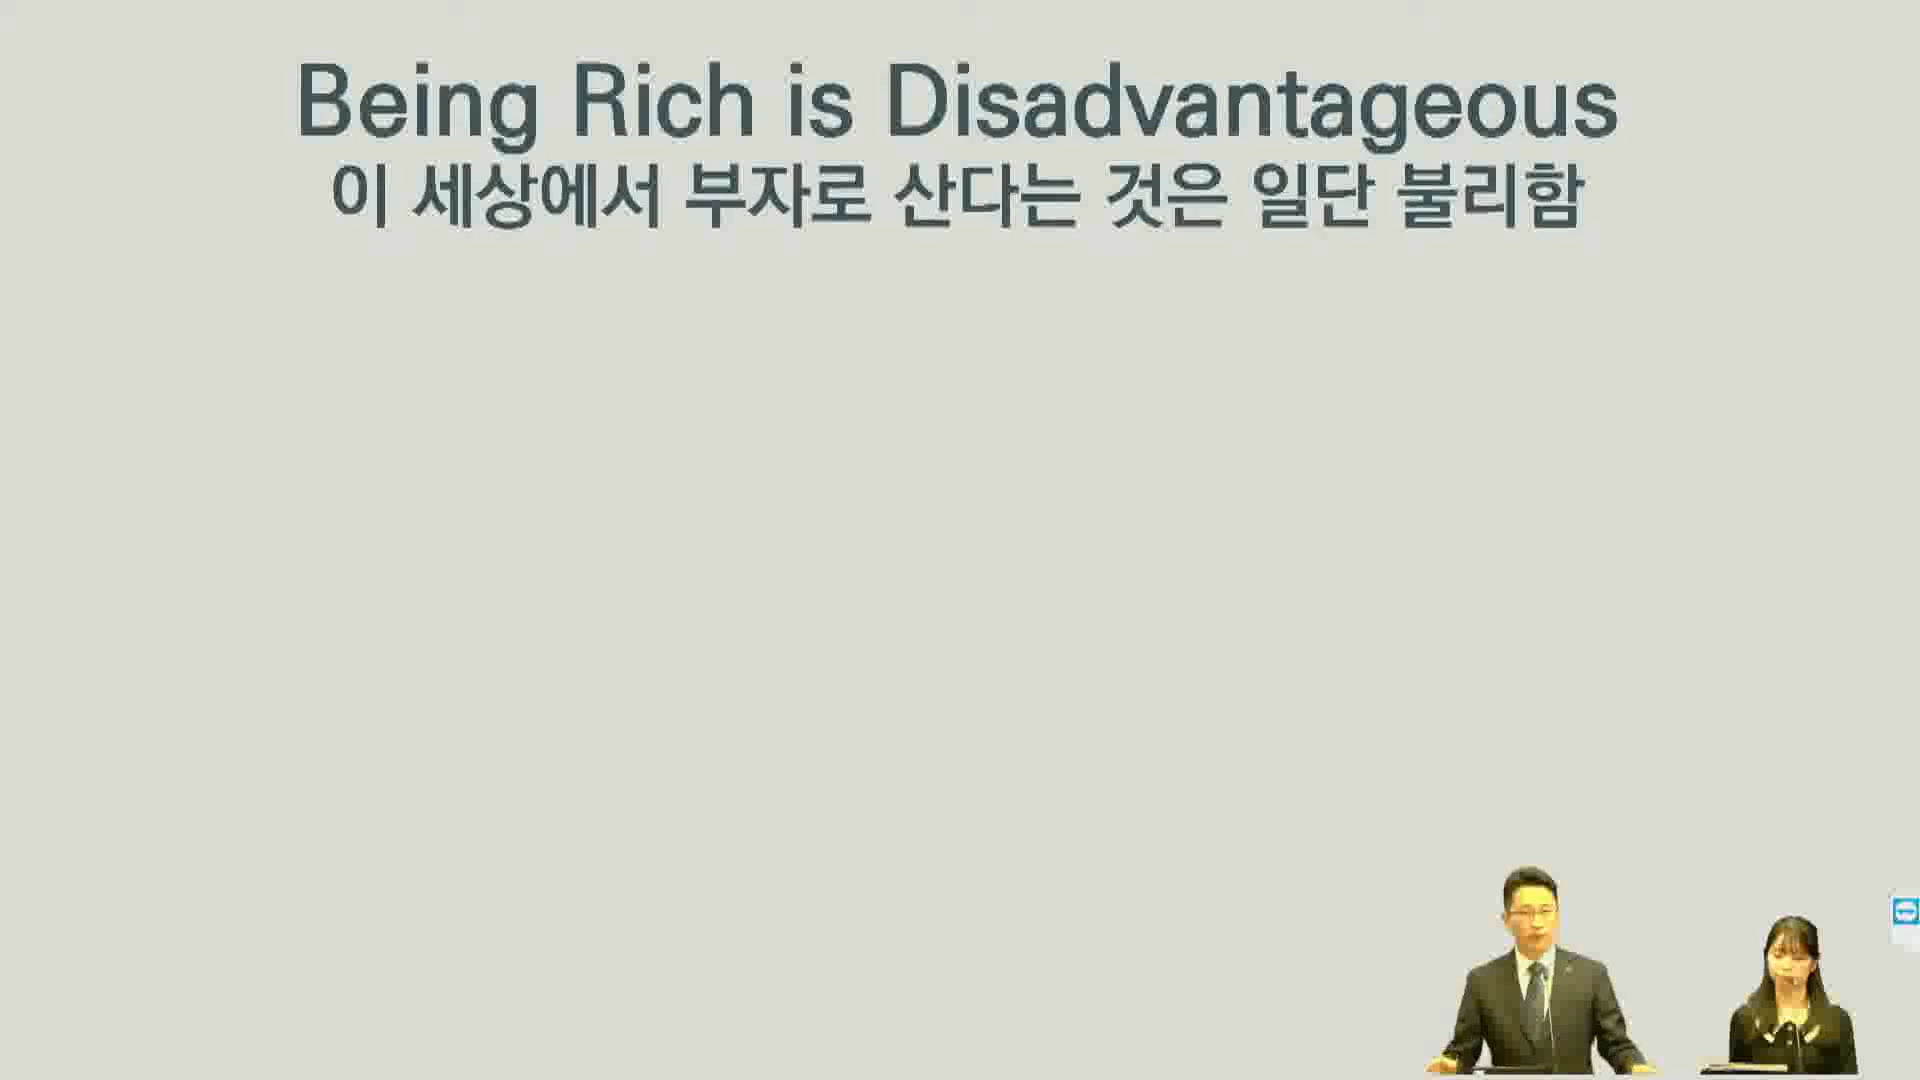 Being Rich is Disadvantageous
이 세상에서 부자로 산다는 것은 일단 불리함